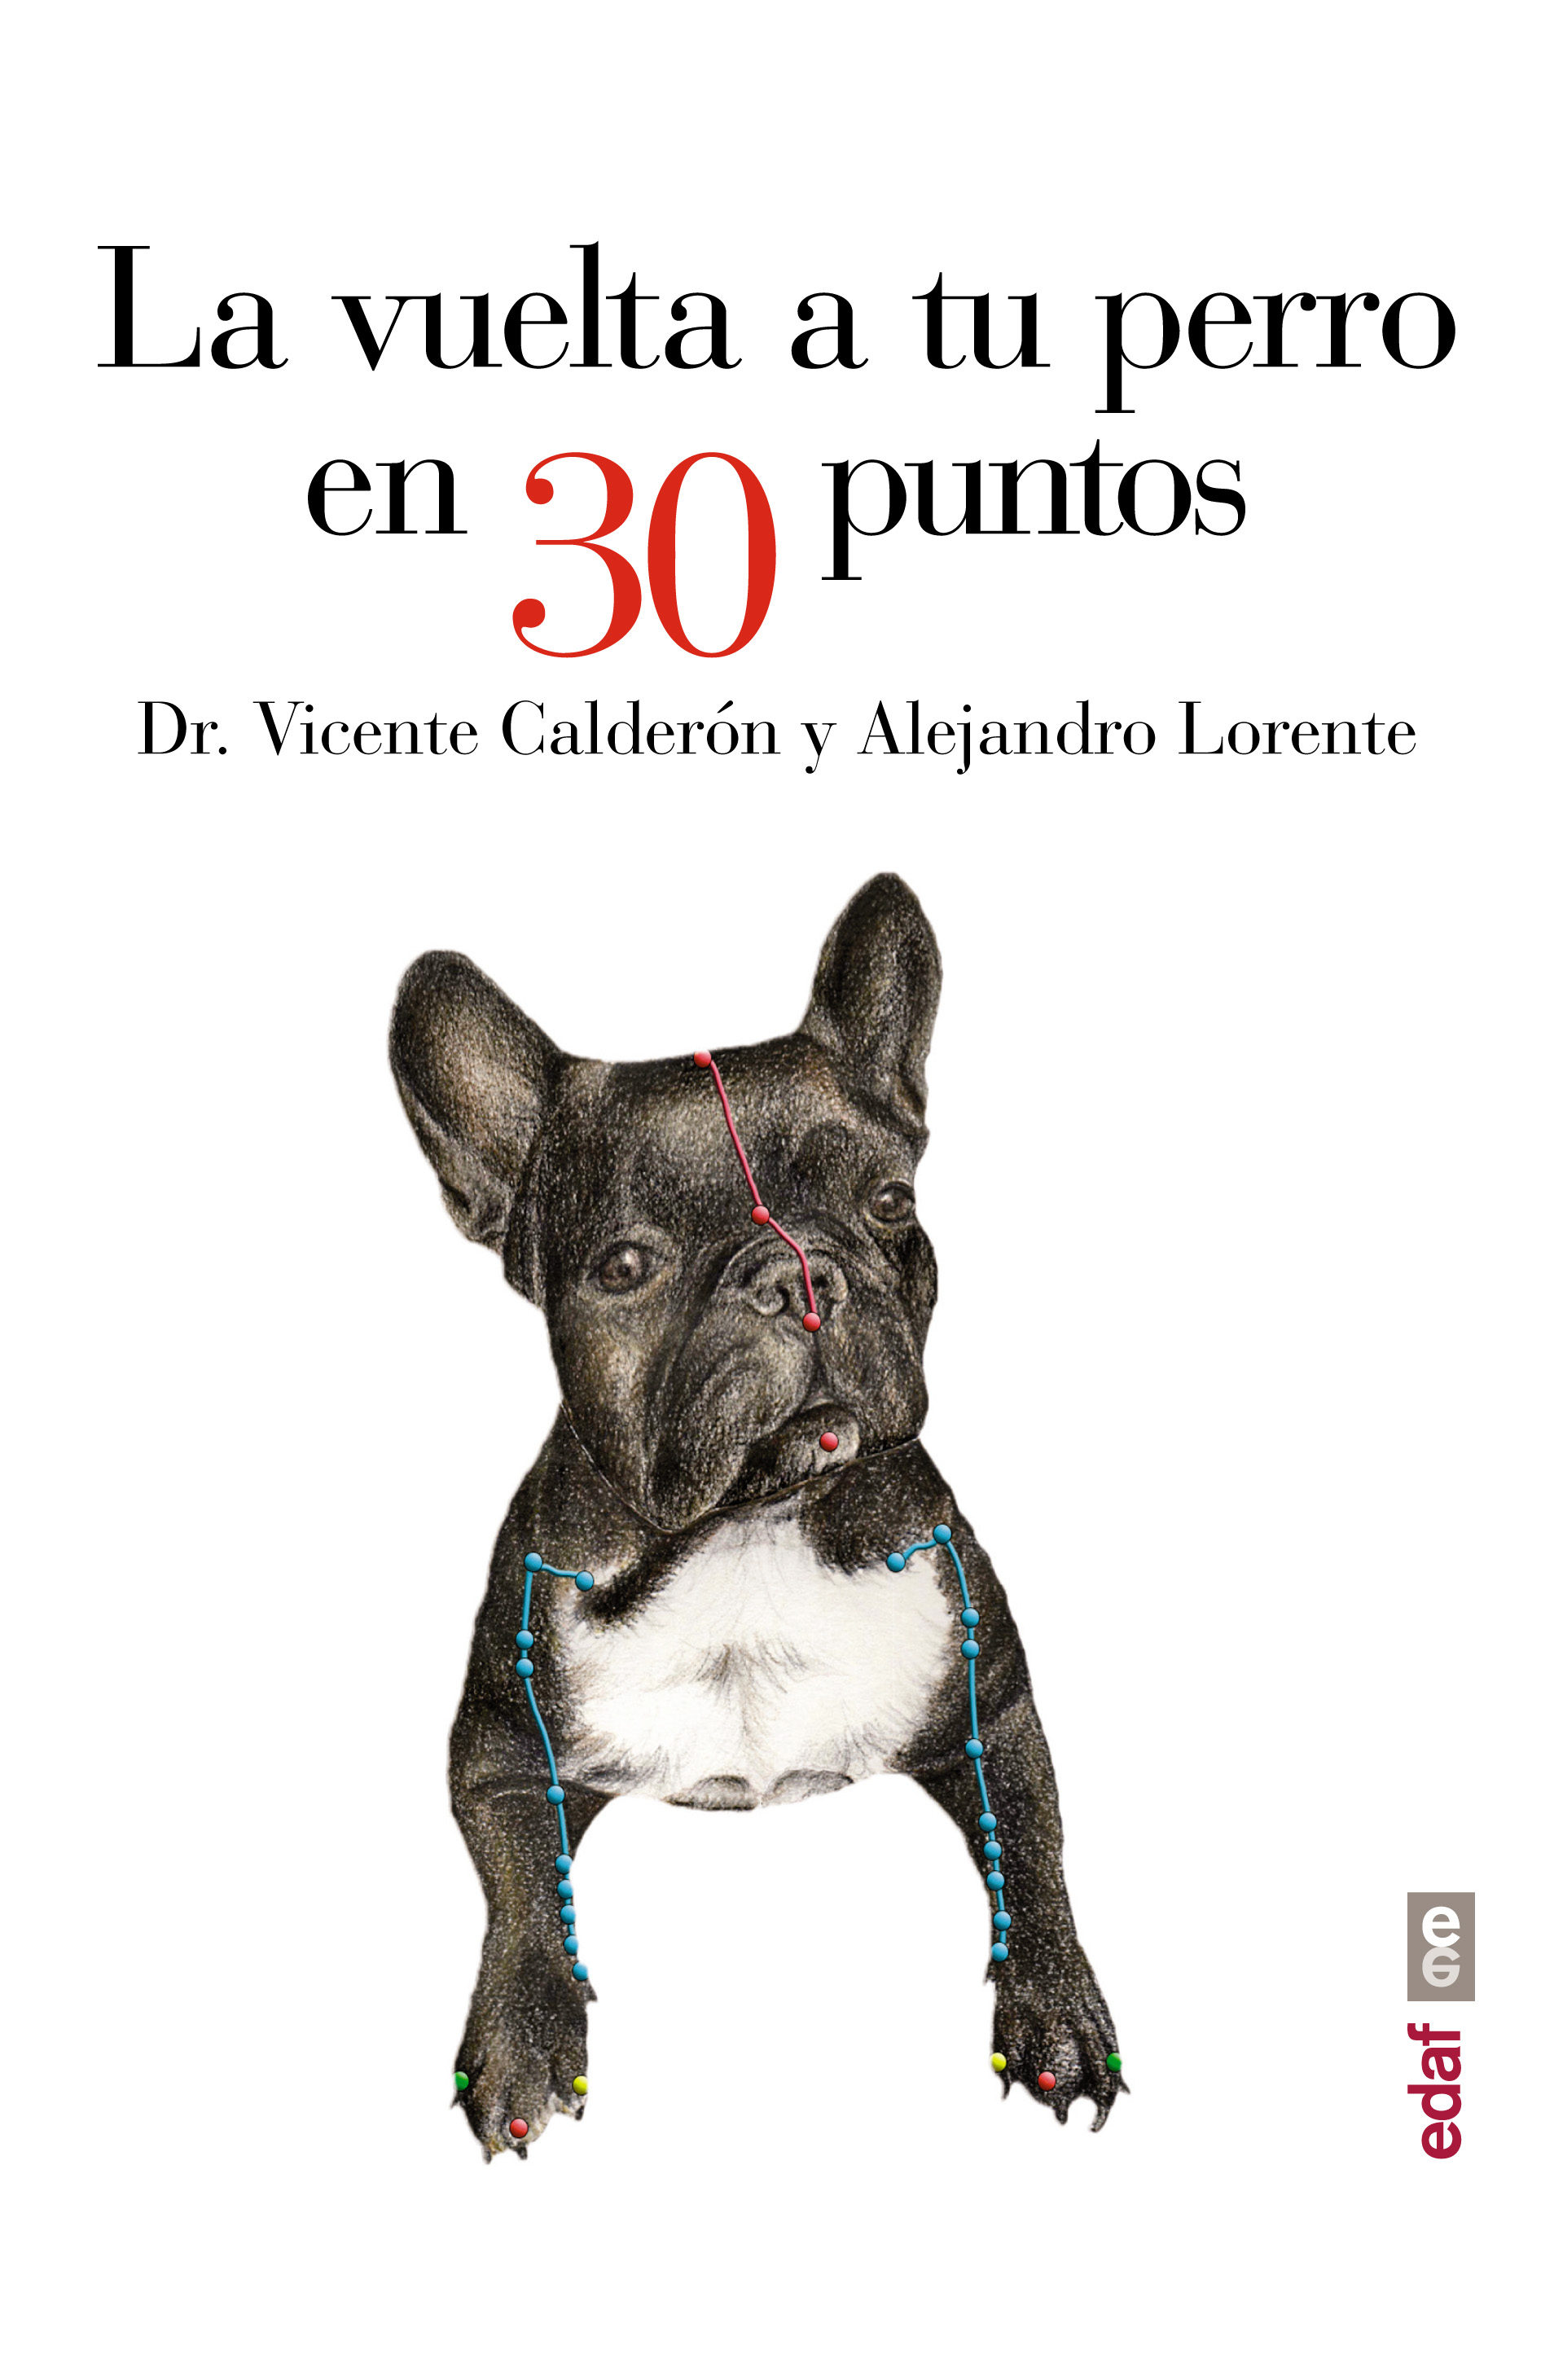 La vuelta a tu perro
en 30 puntos
Dr. Vicente Calderón y Alejandro Lorente
e
e
edaf